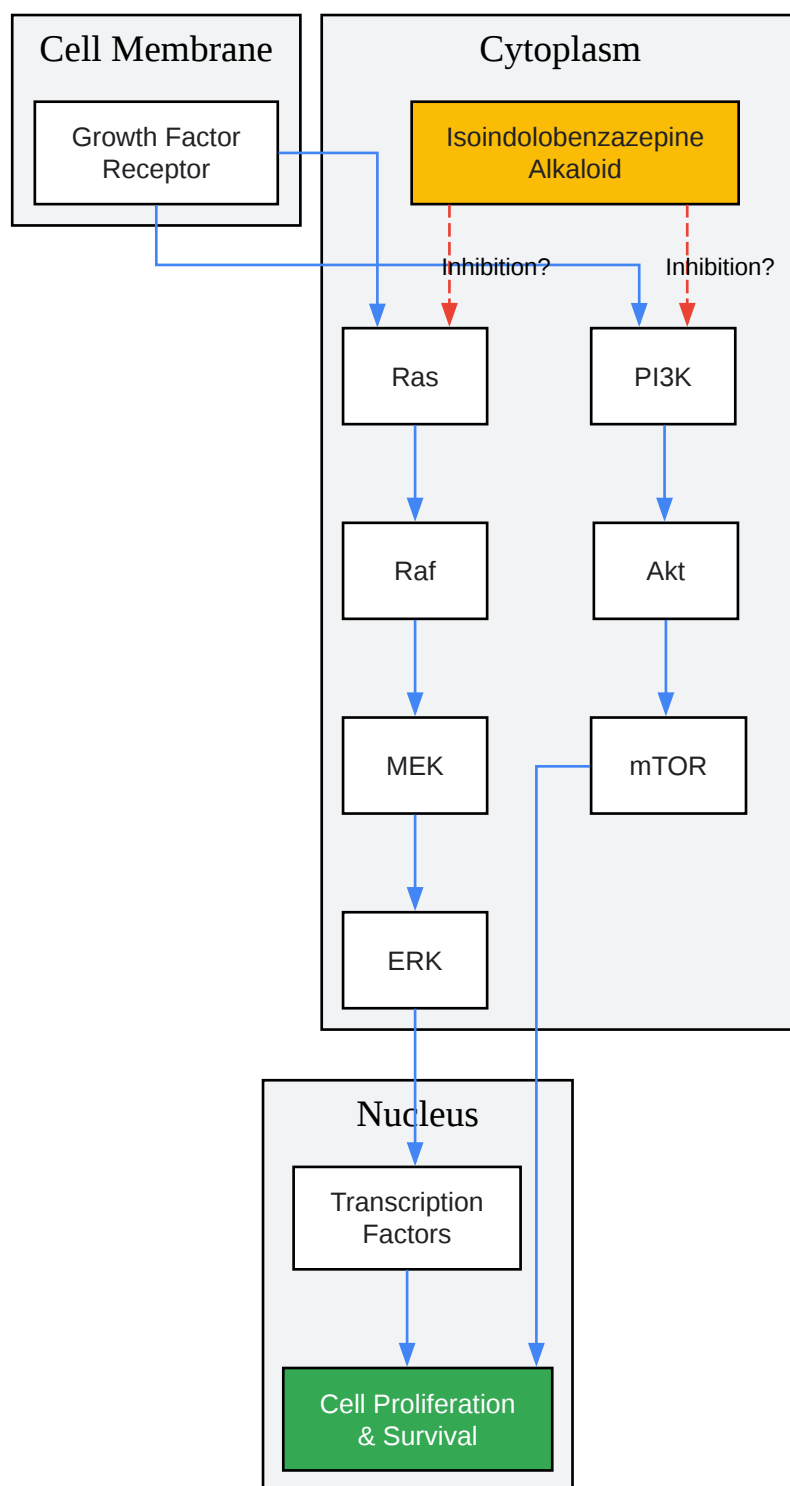 Cell Membrane
Cytoplasm
Growth Factor
Receptor
Isoindolobenzazepine
Alkaloid
Inhibition?
Inhibition?
Ras
PI3K
Raf
Akt
MEK
mTOR
ERK
Nucleus
Transcription
Factors
Cell Proliferation
& Survival